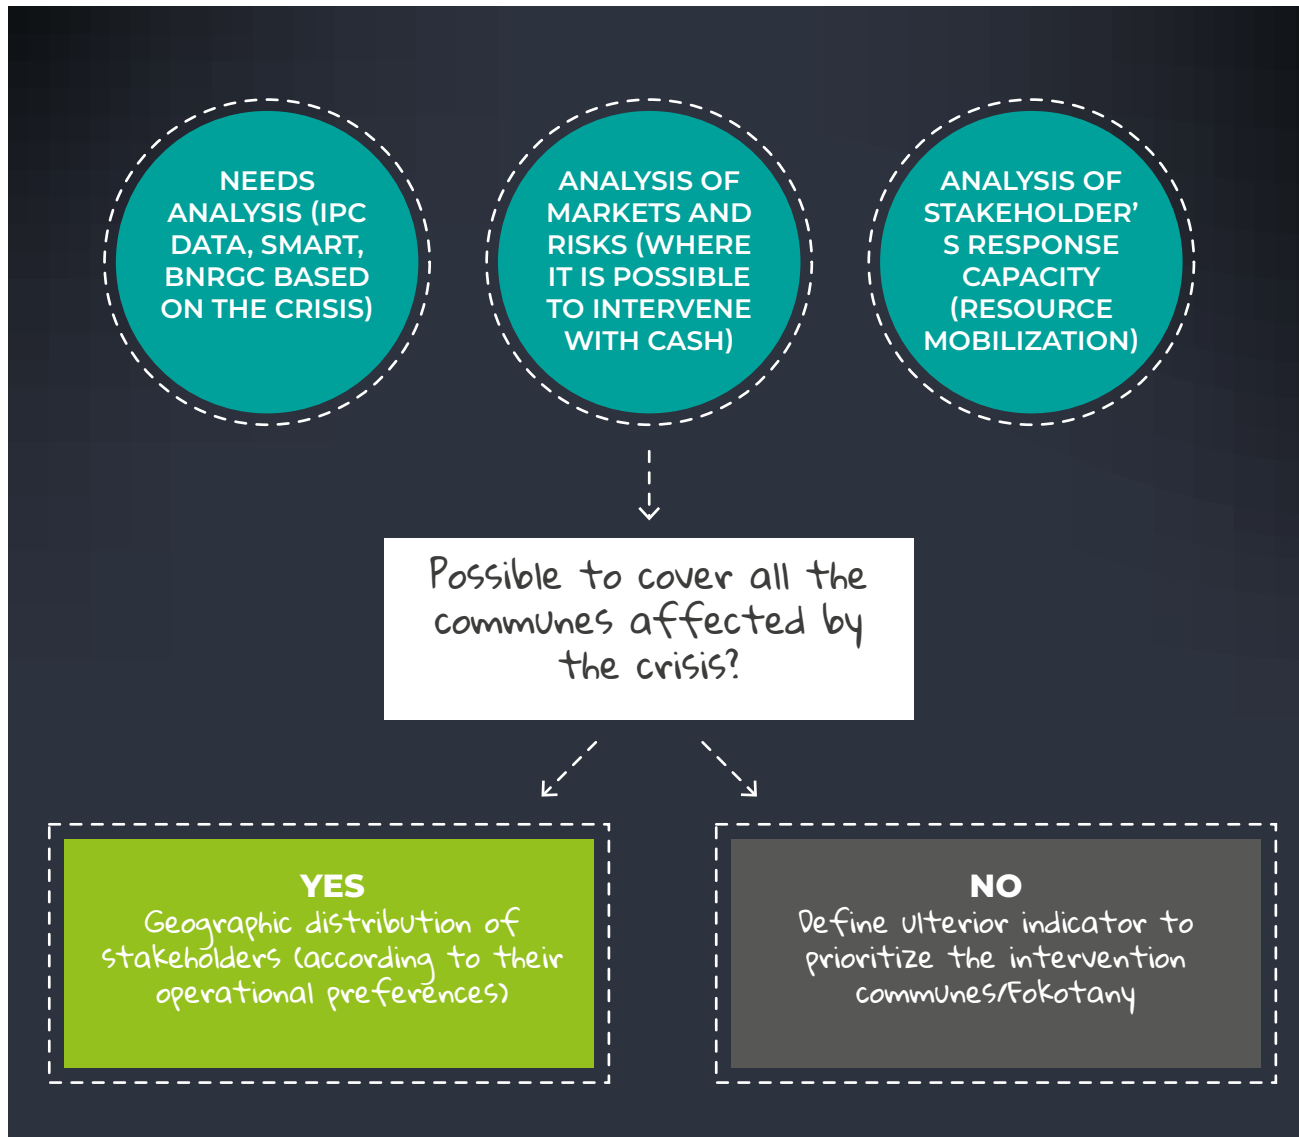 NEEDS
ANALYSIS (IPC
DATA, SMART,
BNRGC BASED
ON THE CRISIS)
ANALYSIS OF
MARKETS AND
RISKS (WHERE
IT IS POSSIBLE
TO INTERVENE
WITH CASH)
ANALYSIS OF
STAKEHOLDER’
S RESPONSE
CAPACITY
(RESOURCE
MOBILIZATION)
Possible to cover all the
communes affected by
the crisis?
YES
Geographic distribution of
stakeholders (according to their
operational preferences)
NO
Define ulterior indicator to
prioritize the intervention
communes/Fokotany